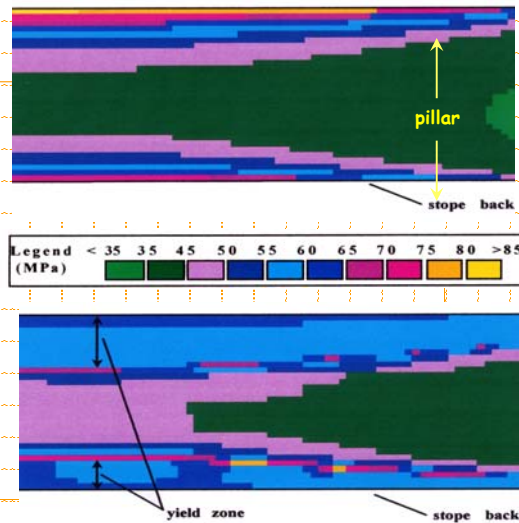 pillar
stope back
Legend < 35 35 45 50 55 60 65 70 75 80 >85
(MPa)
yield zone
stope back